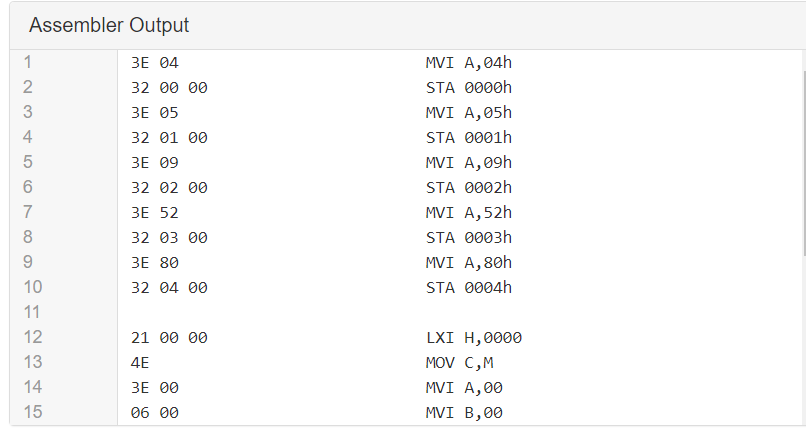 Assembler Output
1 3E 04 MVI A,04h
2 32 00 00 STA 0000h
3 3E 05 MVI A,05h
4 32 01 00 STA 0001h
5 3E 09 MVI A,09h
6 32 02 00 STA 0002h
7 3E 52 MVI A,52h
8 32 03 00 STA 0003h
9 3E 80 MVI A,80h
10 32 04 00 STA 0004h
11
12 21 00 00 LXI H,0000
13 4E MOV C,M
14 3E 00 MVI A,00
15 06 00 MVI B,00